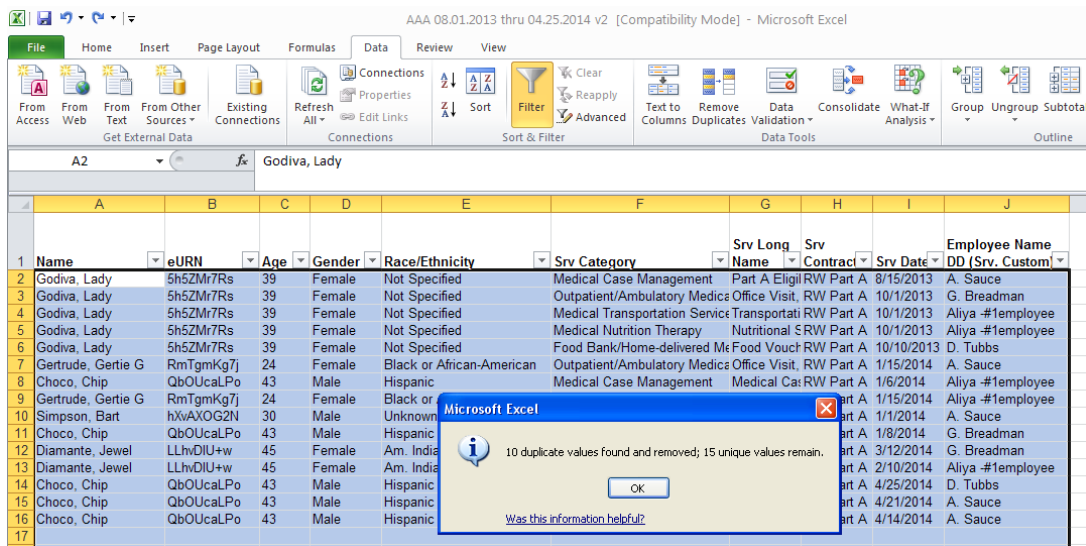 AAA 08.01.2013 thru 04.25.2014 v2 [Compatibility Mode] - Microsoft Excel
File Home Insert Page Layout Formulas Data Review View
From Access From Web From Text From Other Sources Existing Connections Refresh All Connections Properties Edit Links Sort Filter Clear Reapply Advanced Text to Columns Remove Duplicates Data Validation Consolidate What-If Analysis Group Ungroup Subtota
Get External Data Connections Sort & Filter Data Tools Outline
A2 fx Godiva, Lady
A B C D E F G H I J
1 Name eURN Age Gender Race/Ethnicity Srv Category Srv Long Name Srv Contract Srv Date Employee Name DD (Srv. Custom)
2 Godiva, Lady 5h5ZMr7Rs 39 Female Not Specified Medical Case Management Part A Eligil RW Part A 8/15/2013 A. Sauce
3 Godiva, Lady 5h5ZMr7Rs 39 Female Not Specified Outpatient/Ambulatory Medica Office Visit, RW Part A 10/1/2013 G. Breadman
4 Godiva, Lady 5h5ZMr7Rs 39 Female Not Specified Medical Transportation Service Transportati RW Part A 10/1/2013 Aliya -#1employee
5 Godiva, Lady 5h5ZMr7Rs 39 Female Not Specified Medical Nutrition Therapy Nutritional S RW Part A 10/1/2013 Aliya -#1employee
6 Godiva, Lady 5h5ZMr7Rs 39 Female Not Specified Food Bank/Home-delivered Me Food Vouch RW Part A 10/10/2013 D. Tubbs
7 Gertrude, Gertie G RmTgmKg7j 24 Female Black or African-American Outpatient/Ambulatory Medica Office Visit, RW Part A 1/15/2014 A. Sauce
8 Choco, Chip QbOUcaLPo 43 Male Hispanic Medical Case Management Medical Cas RW Part A 1/6/2014 Aliya -#1employee
9 Gertrude, Gertie G RmTgmKg7j 24 Female Black or art A 1/15/2014 Aliya -#1employee
10 Simpson, Bart hXvAXOG2N 30 Male Unknown art A 1/1/2014 A. Sauce
11 Choco, Chip QbOUcaLPo 43 Male Hispanic art A 1/8/2014 G. Breadman
12 Diamante, Jewel LLhvDIU+w 45 Female Am. India art A 3/12/2014 G. Breadman
13 Diamante, Jewel LLhvDIU+w 45 Female Am. India art A 2/10/2014 Aliya -#1employee
14 Choco, Chip QbOUcaLPo 43 Male Hispanic art A 4/25/2014 D. Tubbs
15 Choco, Chip QbOUcaLPo 43 Male Hispanic art A 4/21/2014 A. Sauce
16 Choco, Chip QbOUcaLPo 43 Male Hispanic art A 4/14/2014 A. Sauce
17
Microsoft Excel
10 duplicate values found and removed; 15 unique values remain.
OK
Was this information helpful?